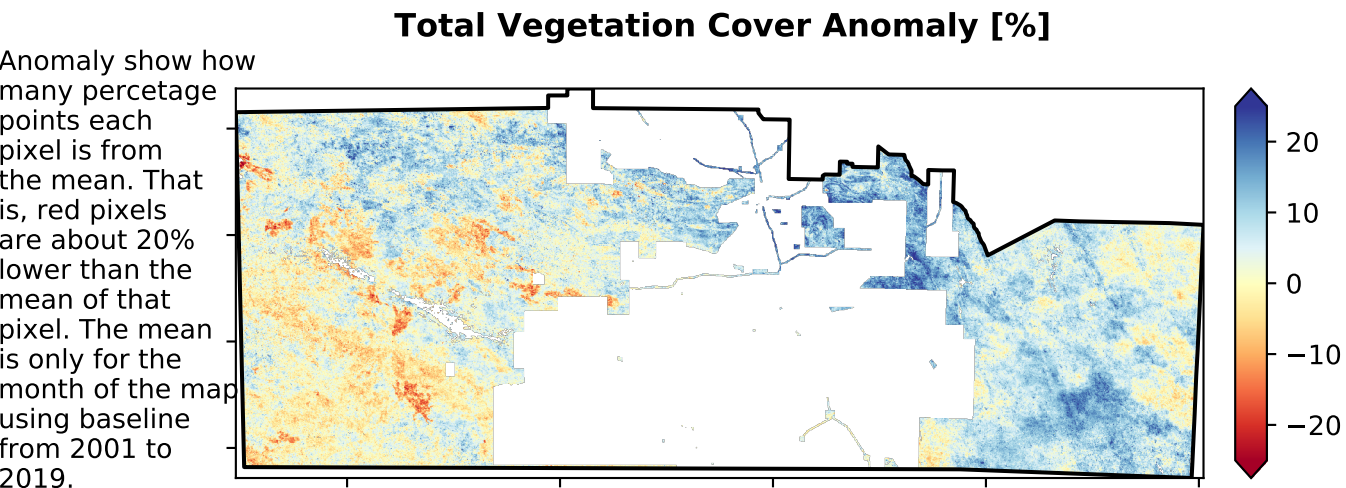 Total Vegetation Cover Anomaly [%]
Anomaly show how
many percetage
points each
pixel is from
the mean. That
is, red pixels
are about 20%
lower than the
mean of that
pixel. The mean
is only for the
month of the map
using baseline
from 2001 to
2019.
20
10
0
−10
−20